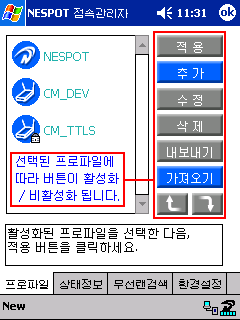 NESPOT 접속관리자 11:31 ok
NESPOT
CM_DEV
CM_TTLS
선택된 프로파일에
따라 버튼이 활성화
/ 비활성화 됩니다.
적 용
추 가
수 정
삭 제
내보내기
가져오기
활성화된 프로파일을 선택한 다음,
적용 버튼을 클릭하세요.
프로파일 상태정보 무선랜검색 환경설정
New